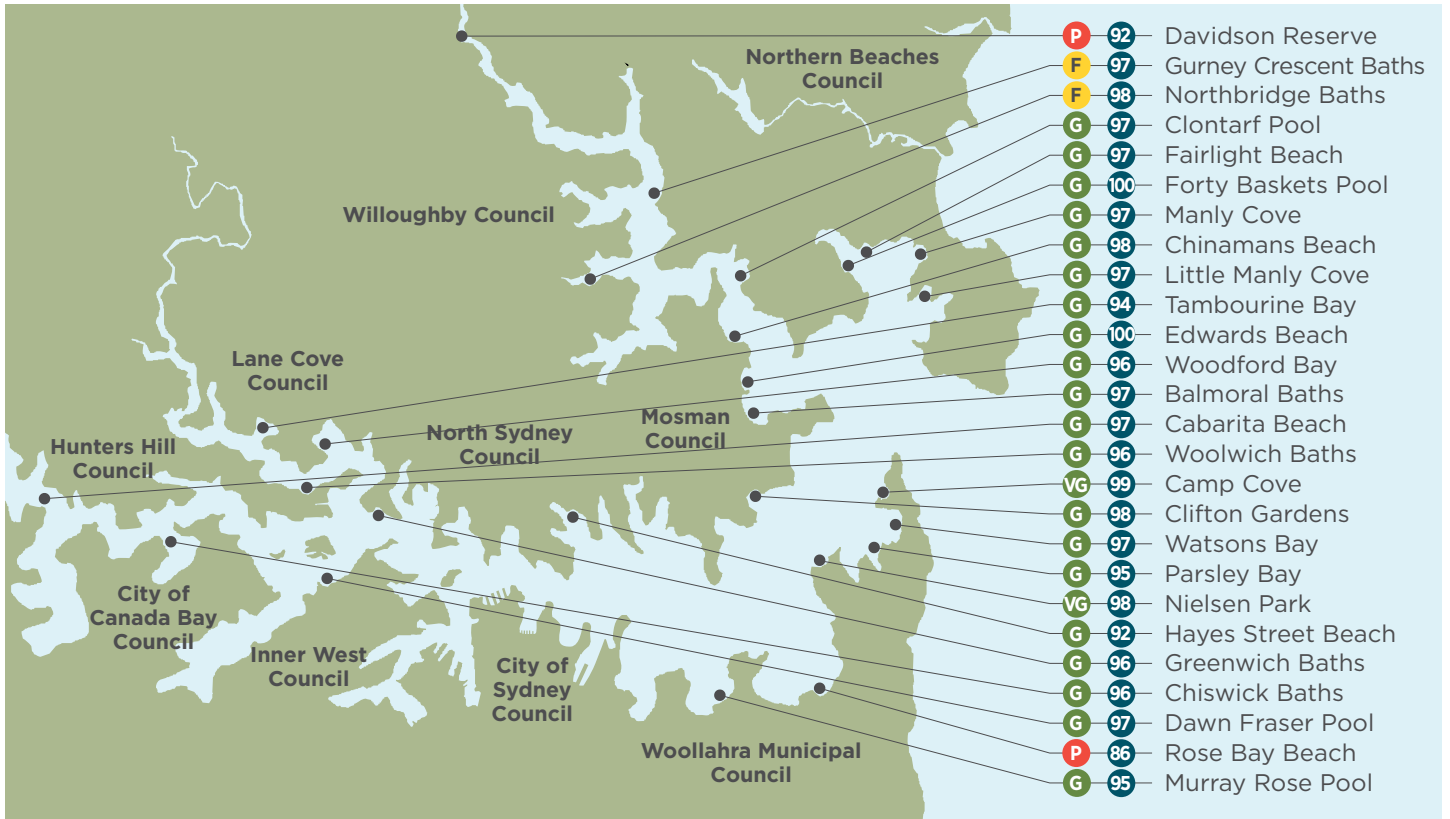 Northern Beaches
Council
Willoughby Council
Lane Cove
Council
Hunters Hill
Council
North Sydney
Council
Mosman
Council
City of
Canada Bay
Council
Inner West
Council
City of
Sydney
Council
Woollahra Municipal
Council
P 92 Davidson Reserve
F 97 Gurney Crescent Baths
F 98 Northbridge Baths
G 97 Clontarf Pool
G 97 Fairlight Beach
G 100 Forty Baskets Pool
G 97 Manly Cove
G 98 Chinamans Beach
G 97 Little Manly Cove
G 94 Tambourine Bay
G 100 Edwards Beach
G 96 Woodford Bay
G 97 Balmoral Baths
G 97 Cabarita Beach
G 96 Woolwich Baths
VG 99 Camp Cove
G 98 Clifton Gardens
G 97 Watsons Bay
G 95 Parsley Bay
VG 98 Nielsen Park
G 92 Hayes Street Beach
G 96 Greenwich Baths
G 96 Chiswick Baths
G 97 Dawn Fraser Pool
P 86 Rose Bay Beach
G 95 Murray Rose Pool